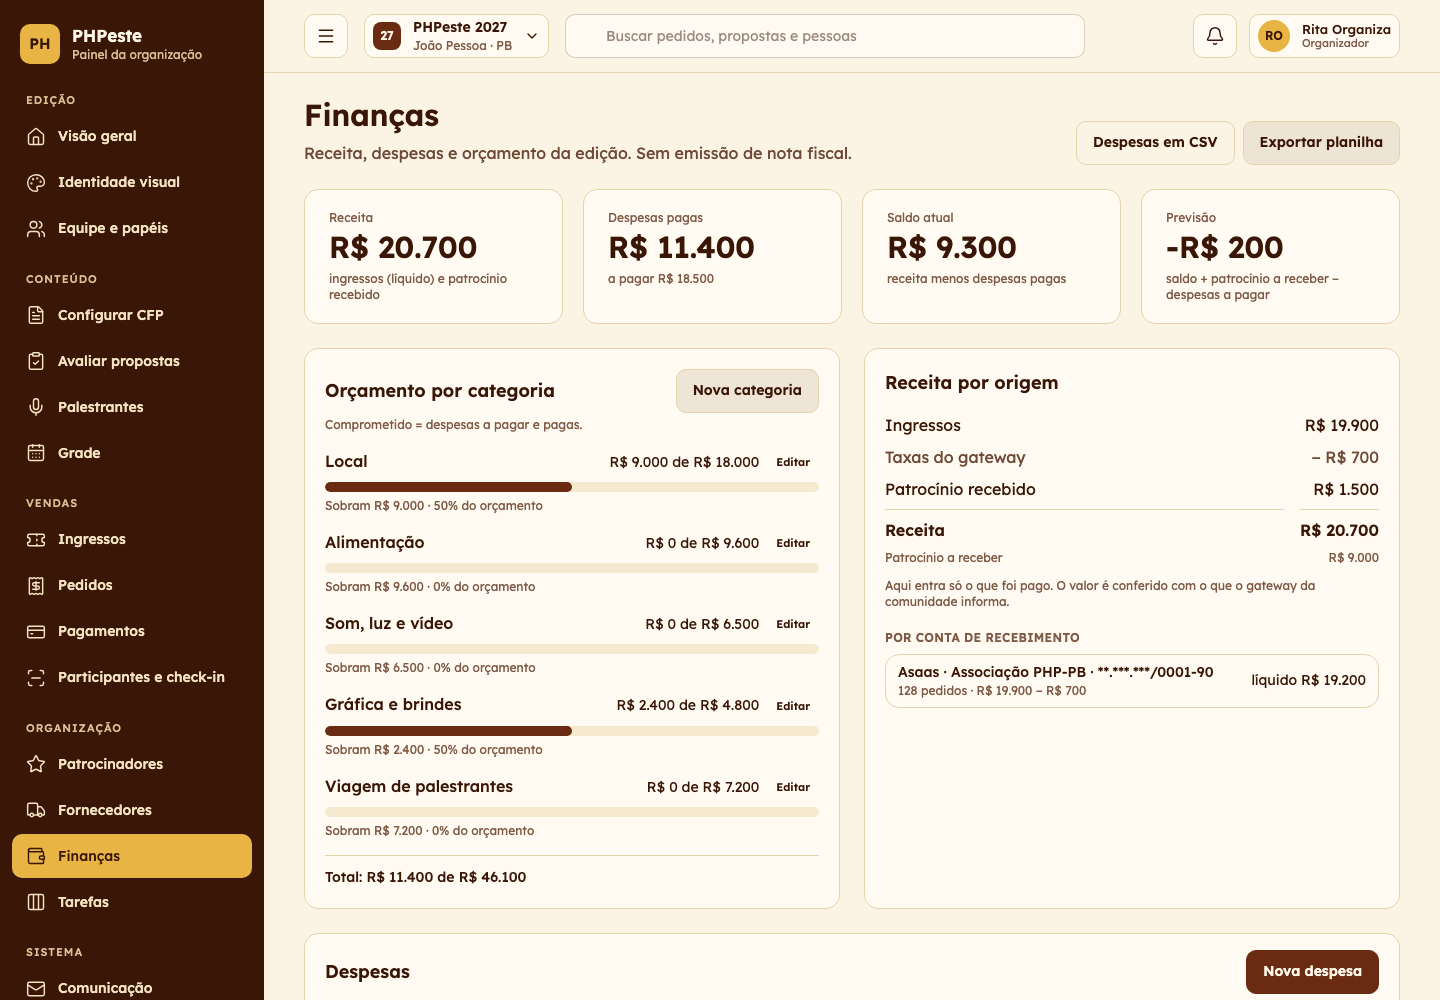 PH
PHPeste
Painel da organização
EDIÇÃO
Visão geral
Identidade visual
Equipe e papéis
CONTEÚDO
Configurar CFP
Avaliar propostas
Palestrantes
Grade
VENDAS
Ingressos
Pedidos
Pagamentos
Participantes e check-in
ORGANIZAÇÃO
Patrocinadores
Fornecedores
Finanças
Tarefas
SISTEMA
Comunicação
27
PHPeste 2027
João Pessoa · PB
Buscar pedidos, propostas e pessoas
RO
Rita Organiza
Organizador
Finanças
Receita, despesas e orçamento da edição. Sem emissão de nota fiscal.
Despesas em CSV
Exportar planilha
Receita
R$ 20.700
ingressos (líquido) e patrocínio
recebido
Despesas pagas
R$ 11.400
a pagar R$ 18.500
Saldo atual
R$ 9.300
receita menos despesas pagas
Previsão
-R$ 200
saldo + patrocínio a receber −
despesas a pagar
Orçamento por categoria
Nova categoria
Comprometido = despesas a pagar e pagas.
Local R$ 9.000 de R$ 18.000 Editar
Sobram R$ 9.000 · 50% do orçamento
Alimentação R$ 0 de R$ 9.600 Editar
Sobram R$ 9.600 · 0% do orçamento
Som, luz e vídeo R$ 0 de R$ 6.500 Editar
Sobram R$ 6.500 · 0% do orçamento
Gráfica e brindes R$ 2.400 de R$ 4.800 Editar
Sobram R$ 2.400 · 50% do orçamento
Viagem de palestrantes R$ 0 de R$ 7.200 Editar
Sobram R$ 7.200 · 0% do orçamento
Total: R$ 11.400 de R$ 46.100
Receita por origem
Ingressos R$ 19.900
Taxas do gateway − R$ 700
Patrocínio recebido R$ 1.500
Receita R$ 20.700
Patrocínio a receber R$ 9.000
Aqui entra só o que foi pago. O valor é conferido com o que o gateway da
comunidade informa.
POR CONTA DE RECEBIMENTO
Asaas · Associação PHP-PB · **.***.***/0001-90
128 pedidos · R$ 19.900 − R$ 700
líquido R$ 19.200
Despesas
Nova despesa